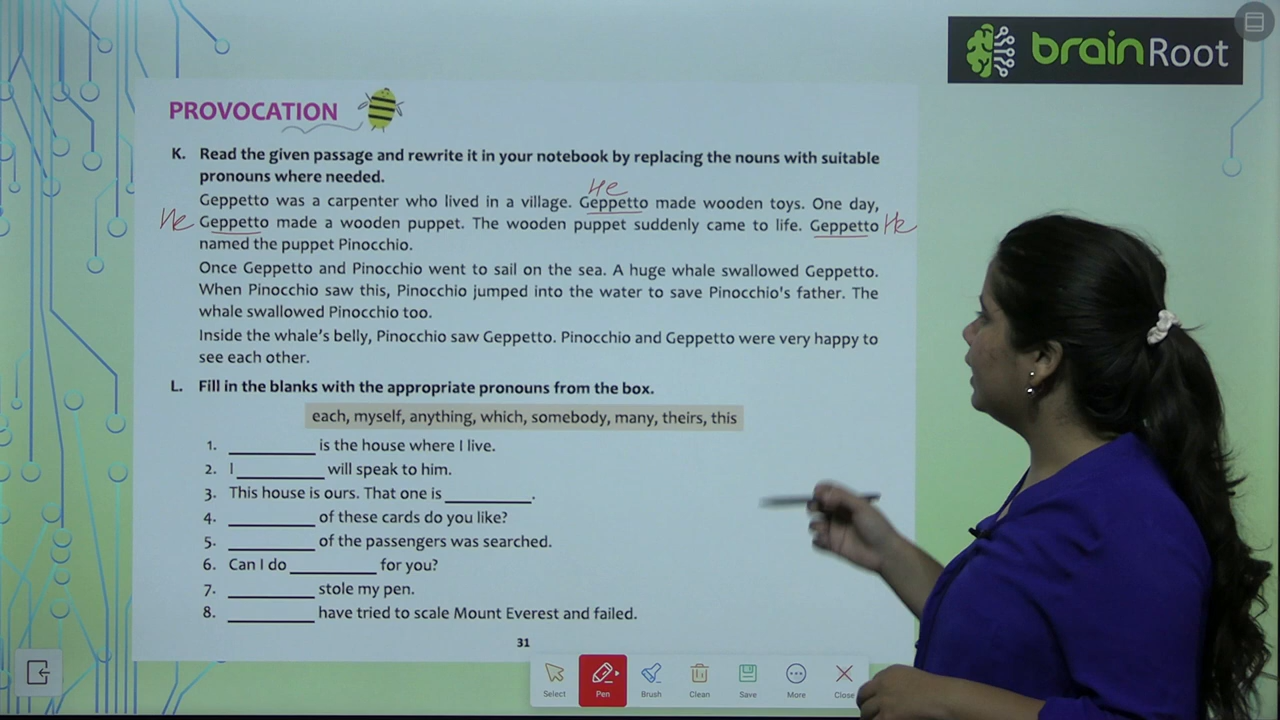 brainRoot
PROVOCATION
K. Read the given passage and rewrite it in your notebook by replacing the nouns with suitable
pronouns where needed.
He
Geppetto was a carpenter who lived in a village. Geppetto made wooden toys. One day,
He Geppetto made a wooden puppet. The wooden puppet suddenly came to life. Geppetto He
named the puppet Pinocchio.
Once Geppetto and Pinocchio went to sail on the sea. A huge whale swallowed Geppetto.
When Pinocchio saw this, Pinocchio jumped into the water to save Pinocchio's father. The
whale swallowed Pinocchio too.
Inside the whale's belly, Pinocchio saw Geppetto. Pinocchio and Geppetto were very happy to
see each other.
L. Fill in the blanks with the appropriate pronouns from the box.
each, myself, anything, which, somebody, many, theirs, this
1. ________ is the house where I live.
2. I ________ will speak to him.
3. This house is ours. That one is ________.
4. ________ of these cards do you like?
5. ________ of the passengers was searched.
6. Can I do ________ for you?
7. ________ stole my pen.
8. ________ have tried to scale Mount Everest and failed.
31
Select Pen Brush Clean Save More Close